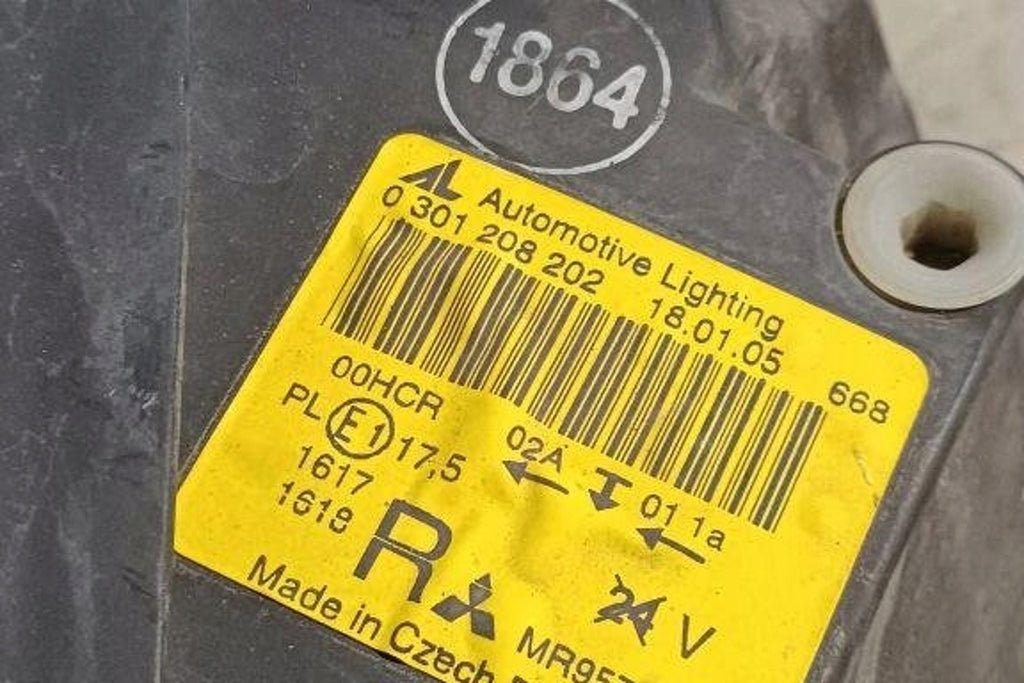 1864
AL Automotive Lighting
0 301 208 202 18.01.05 668
00HCR
PL E1 17,5 02A 01 1a
1617
1618
R 24 V
Made in Czech MR957